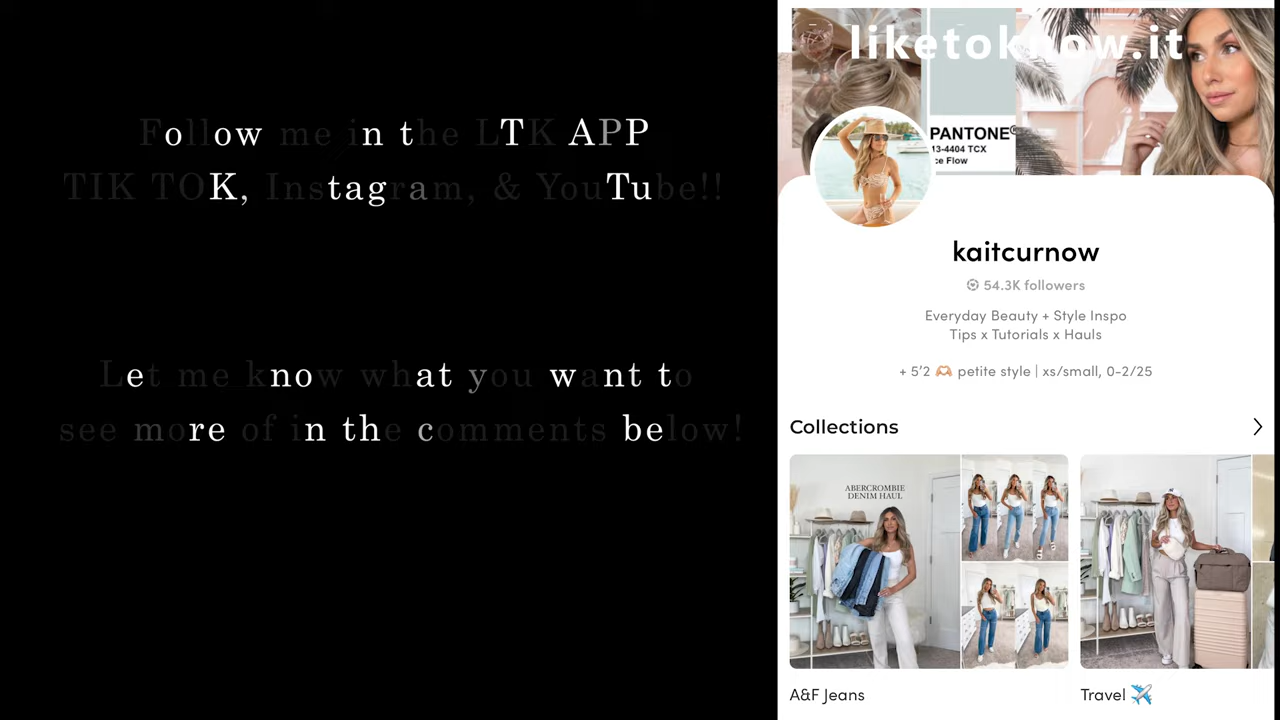 Follow me in the LTK APP
TIK TOK, Instagram, & YouTube!!
Let me know what you want to
see more of in the comments below!
liketoknow.it
PANTONE®
13-4404 TCX
ce Flow
kaitcurnow
54.3K followers
Everyday Beauty + Style Inspo
Tips x Tutorials x Hauls
+ 5'2 🫶🏼 petite style | xs/small, 0-2/25
Collections
ABERCROMBIE
DENIM HAUL
A&F Jeans
Travel ✈️